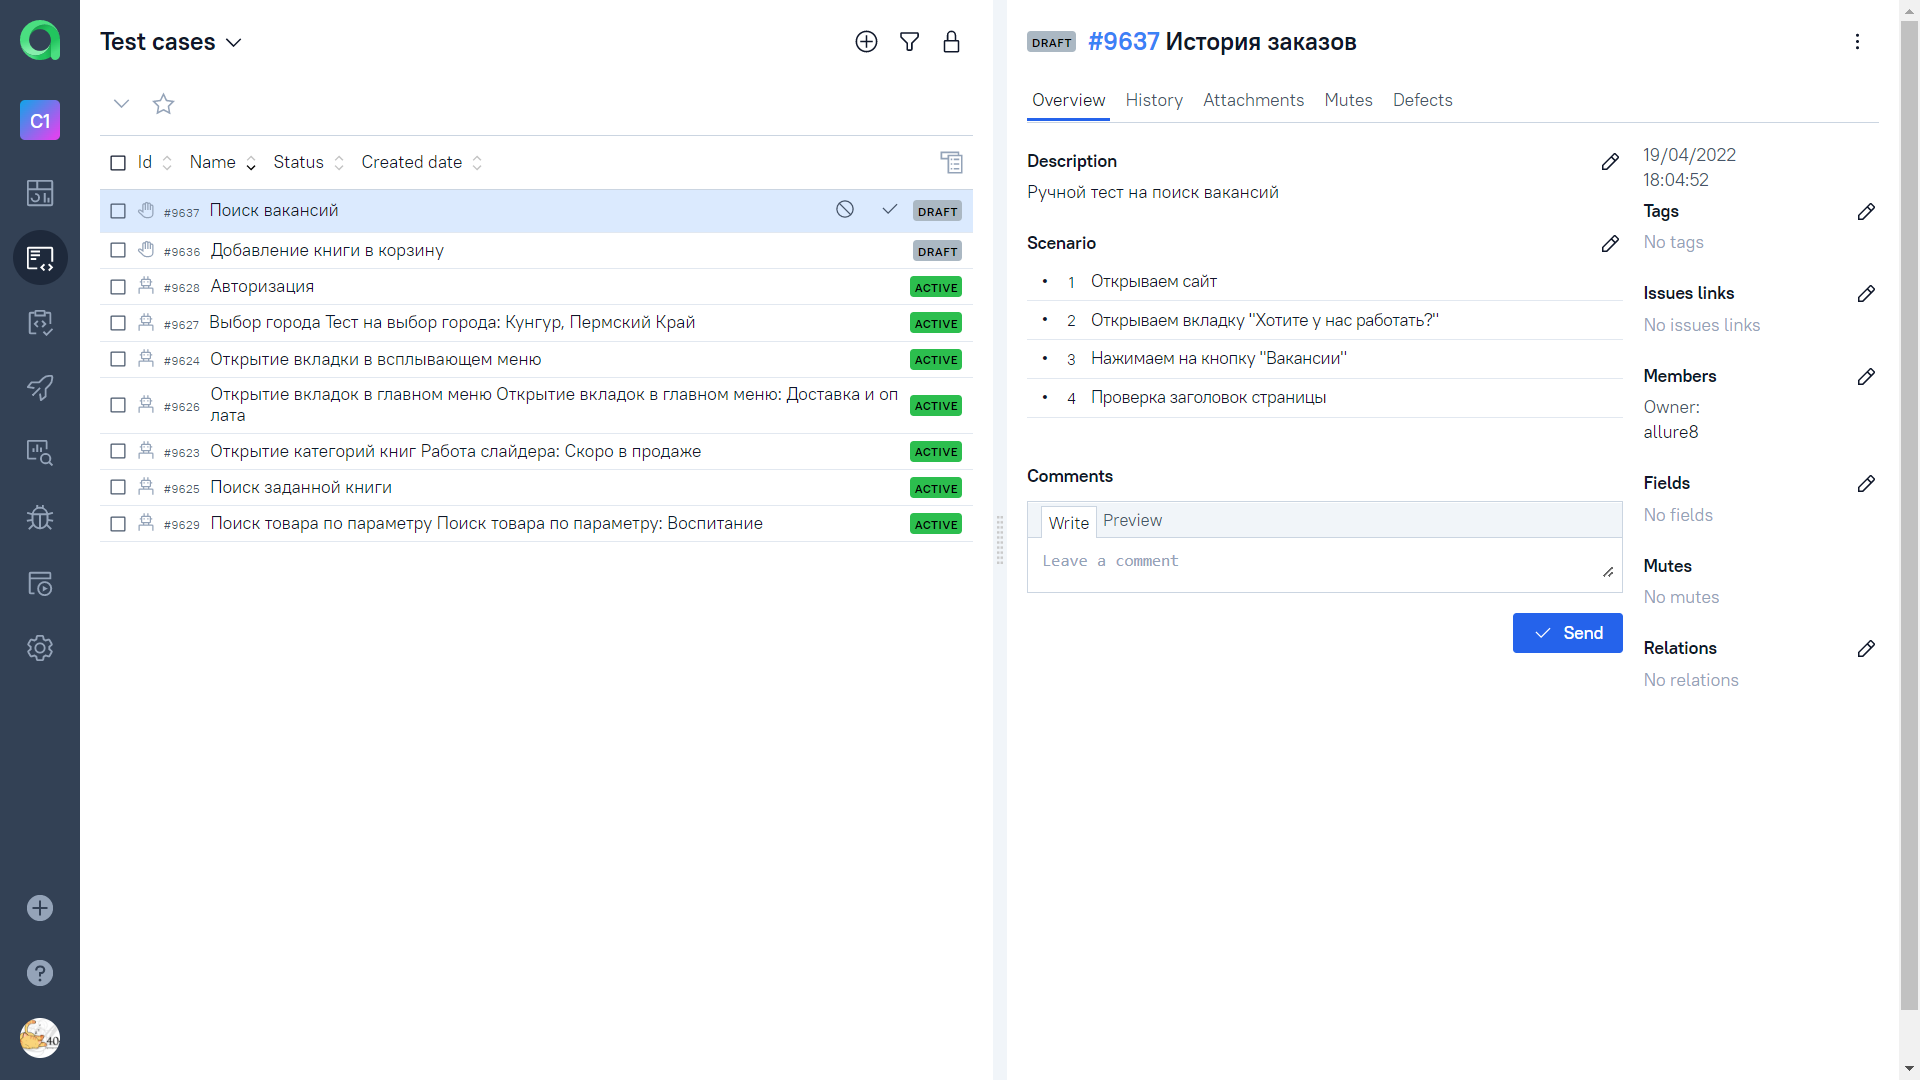 C1
40
Test cases
Id Name Status Created date
#9637 Поиск вакансий DRAFT
#9636 Добавление книги в корзину DRAFT
#9628 Авторизация ACTIVE
#9627 Выбор города Тест на выбор города: Кунгур, Пермский Край ACTIVE
#9624 Открытие вкладки в всплывающем меню ACTIVE
#9626 Открытие вкладок в главном меню Открытие вкладок в главном меню: Доставка и оп
лата ACTIVE
#9623 Открытие категорий книг Работа слайдера: Скоро в продаже ACTIVE
#9625 Поиск заданной книги ACTIVE
#9629 Поиск товара по параметру Поиск товара по параметру: Воспитание ACTIVE
DRAFT #9637 История заказов
Overview History Attachments Mutes Defects
Description
Ручной тест на поиск вакансий
Scenario
• 1 Открываем сайт
• 2 Открываем вкладку "Хотите у нас работать?"
• 3 Нажимаем на кнопку "Вакансии"
• 4 Проверка заголовок страницы
Comments
Write Preview
Leave a comment
Send
19/04/2022
18:04:52
Tags
No tags
Issues links
No issues links
Members
Owner:
allure8
Fields
No fields
Mutes
No mutes
Relations
No relations